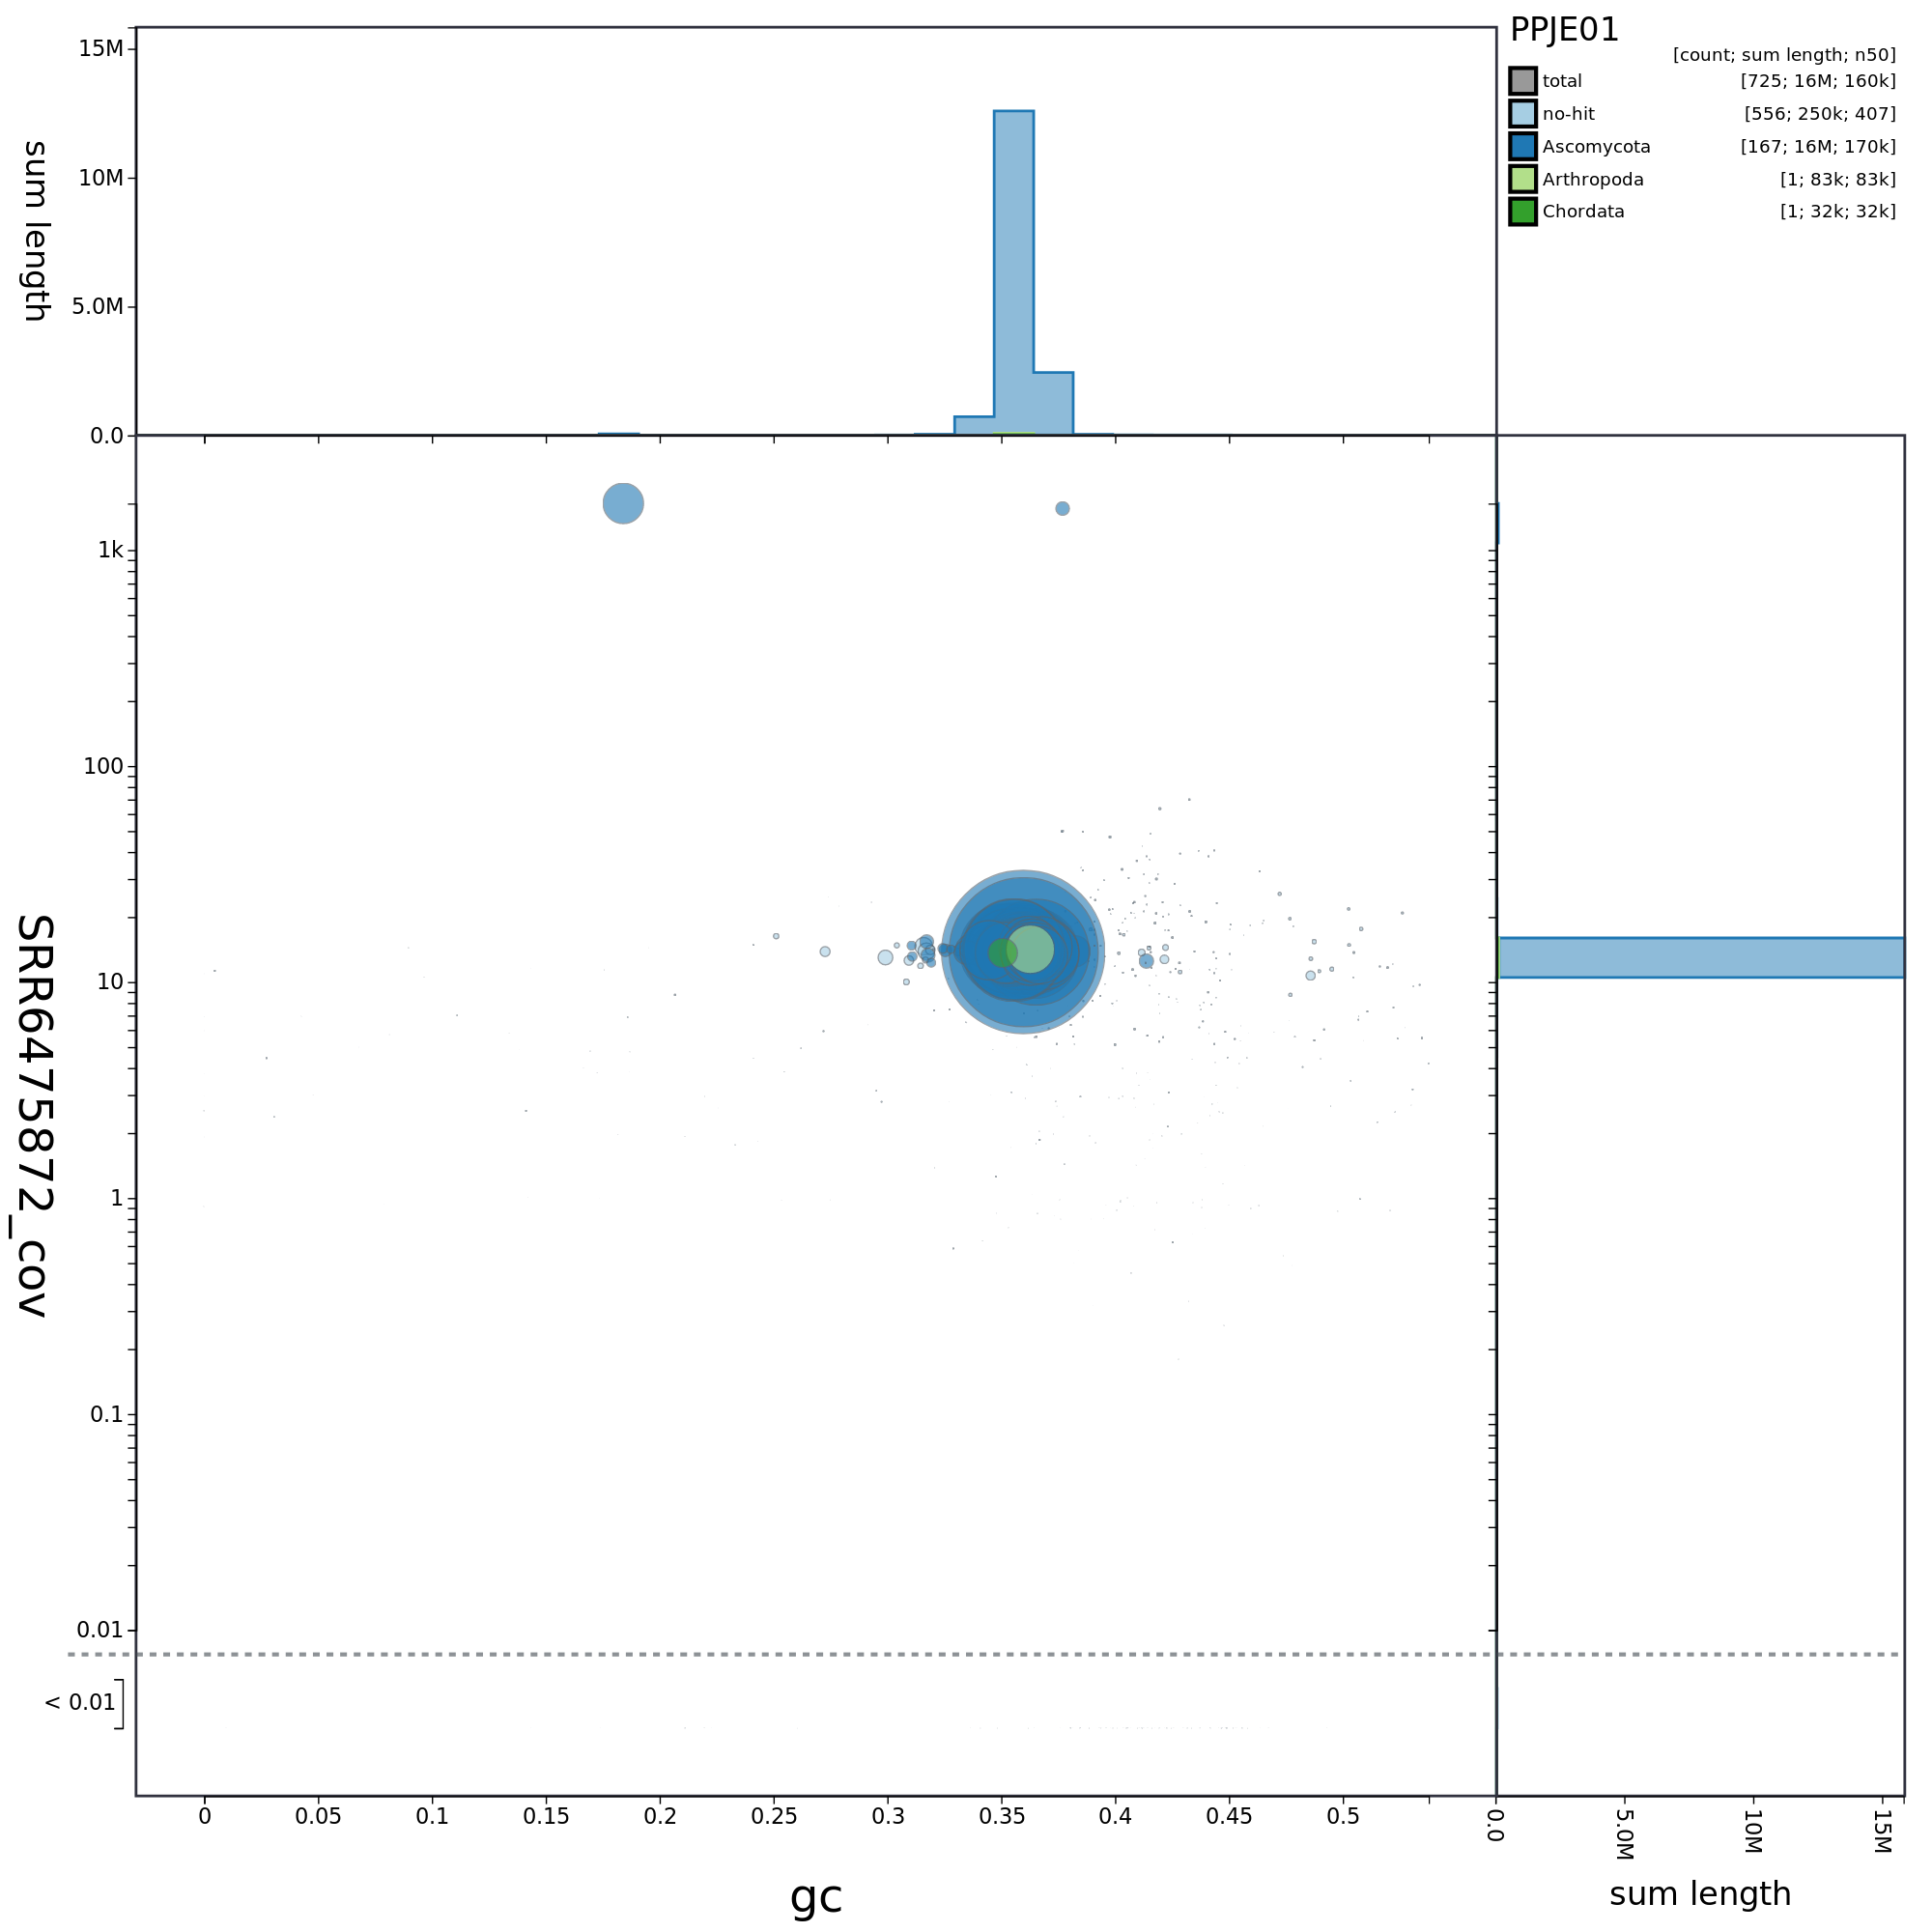 PPJE01
[count; sum length; n50]
total [725; 16M; 160k]
no-hit [556; 250k; 407]
Ascomycota [167; 16M; 170k]
Arthropoda [1; 83k; 83k]
Chordata [1; 32k; 32k]
sum length
15M
10M
5.0M
0.0
SRR6475872_cov
1k
100
10
1
0.1
0.01
< 0.01
0 0.05 0.1 0.15 0.2 0.25 0.3 0.35 0.4 0.45 0.5
gc
0.0 5.0M 10M 15M
sum length